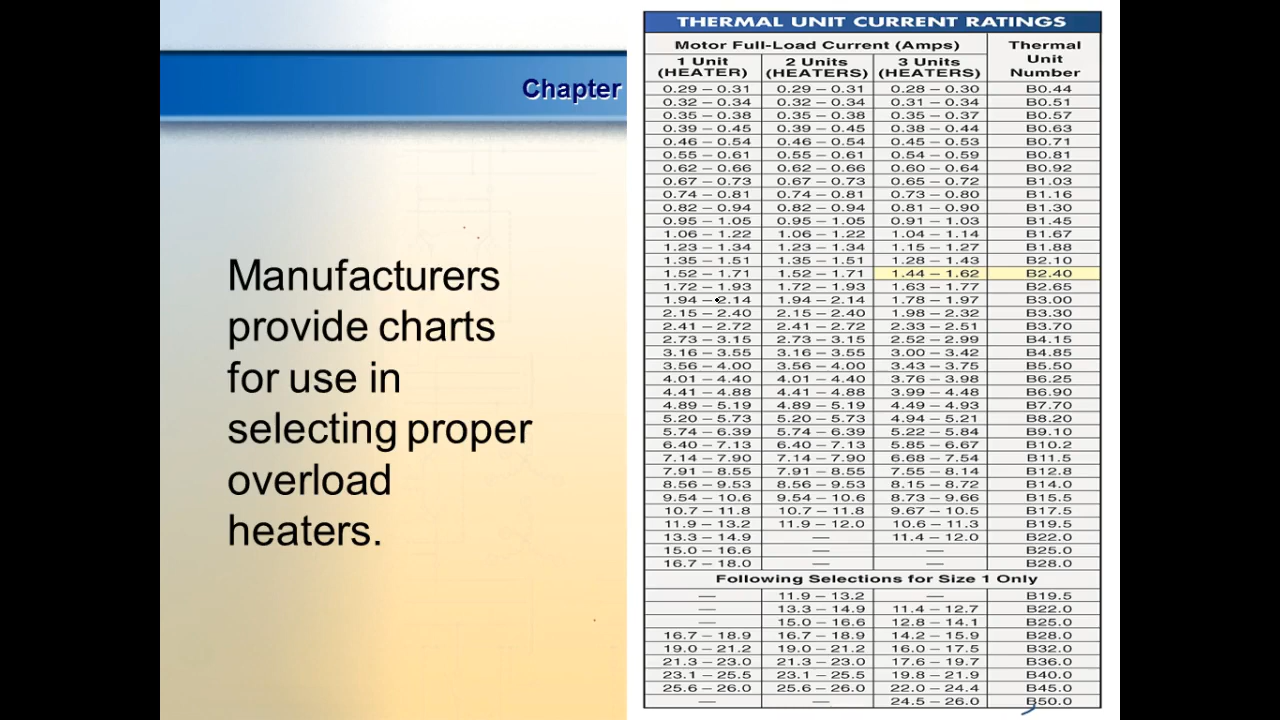 Chapter
Manufacturers
provide charts
for use in
selecting proper
overload
heaters.
THERMAL UNIT CURRENT RATINGS
Motor Full-Load Current (Amps) Thermal Unit Number
1 Unit (HEATER) 2 Units (HEATERS) 3 Units (HEATERS)
0.29 – 0.31 0.29 – 0.31 0.28 – 0.30 B0.44
0.32 – 0.34 0.32 – 0.34 0.31 – 0.34 B0.51
0.35 – 0.38 0.35 – 0.38 0.35 – 0.37 B0.57
0.39 – 0.45 0.39 – 0.45 0.38 – 0.44 B0.63
0.46 – 0.54 0.46 – 0.54 0.45 – 0.53 B0.71
0.55 – 0.61 0.55 – 0.61 0.54 – 0.59 B0.81
0.62 – 0.66 0.62 – 0.66 0.60 – 0.64 B0.92
0.67 – 0.73 0.67 – 0.73 0.65 – 0.72 B1.03
0.74 – 0.81 0.74 – 0.81 0.73 – 0.80 B1.16
0.82 – 0.94 0.82 – 0.94 0.81 – 0.90 B1.30
0.95 – 1.05 0.95 – 1.05 0.91 – 1.03 B1.45
1.06 – 1.22 1.06 – 1.22 1.04 – 1.14 B1.67
1.23 – 1.34 1.23 – 1.34 1.15 – 1.27 B1.88
1.35 – 1.51 1.35 – 1.51 1.28 – 1.43 B2.10
1.52 – 1.71 1.52 – 1.71 1.44 – 1.62 B2.40
1.72 – 1.93 1.72 – 1.93 1.63 – 1.77 B2.65
1.94 – 2.14 1.94 – 2.14 1.78 – 1.97 B3.00
2.15 – 2.40 2.15 – 2.40 1.98 – 2.32 B3.30
2.41 – 2.72 2.41 – 2.72 2.33 – 2.51 B3.70
2.73 – 3.15 2.73 – 3.15 2.52 – 2.99 B4.15
3.16 – 3.55 3.16 – 3.55 3.00 – 3.42 B4.85
3.56 – 4.00 3.56 – 4.00 3.43 – 3.75 B5.50
4.01 – 4.40 4.01 – 4.40 3.76 – 3.98 B6.25
4.41 – 4.88 4.41 – 4.88 3.99 – 4.48 B6.90
4.89 – 5.19 4.89 – 5.19 4.49 – 4.93 B7.70
5.20 – 5.73 5.20 – 5.73 4.94 – 5.21 B8.20
5.74 – 6.39 5.74 – 6.39 5.22 – 5.84 B9.10
6.40 – 7.13 6.40 – 7.13 5.85 – 6.67 B10.2
7.14 – 7.90 7.14 – 7.90 6.68 – 7.54 B11.5
7.91 – 8.55 7.91 – 8.55 7.55 – 8.14 B12.8
8.56 – 9.53 8.56 – 9.53 8.15 – 8.72 B14.0
9.54 – 10.6 9.54 – 10.6 8.73 – 9.66 B15.5
10.7 – 11.8 10.7 – 11.8 9.67 – 10.5 B17.5
11.9 – 13.2 11.9 – 12.0 10.6 – 11.3 B19.5
13.3 – 14.9 — 11.4 – 12.0 B22.0
15.0 – 16.6 — — B25.0
16.7 – 18.0 — — B28.0
Following Selections for Size 1 Only
— 11.9 – 13.2 — B19.5
— 13.3 – 14.9 11.4 – 12.7 B22.0
— 15.0 – 16.6 12.8 – 14.1 B25.0
16.7 – 18.9 16.7 – 18.9 14.2 – 15.9 B28.0
19.0 – 21.2 19.0 – 21.2 16.0 – 17.5 B32.0
21.3 – 23.0 21.3 – 23.0 17.6 – 19.7 B36.0
23.1 – 25.5 23.1 – 25.5 19.8 – 21.9 B40.0
25.6 – 26.0 25.6 – 26.0 22.0 – 24.4 B45.0
— — 24.5 – 26.0 B50.0